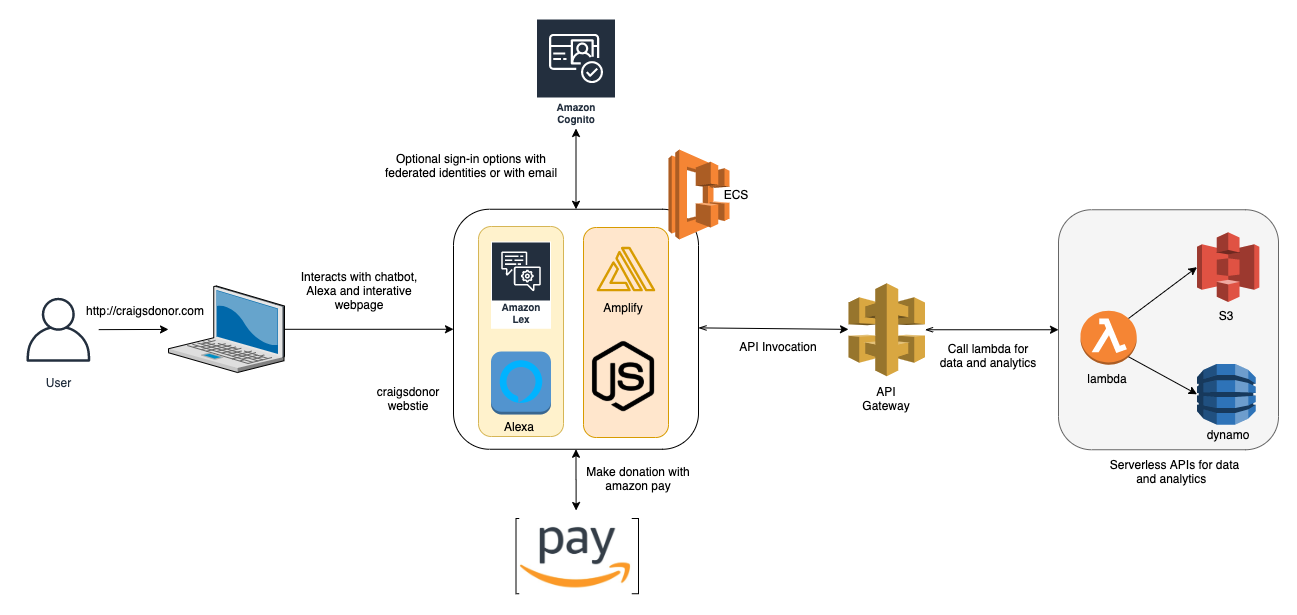 Amazon
Cognito
Optional sign-in options with
federated identities or with email
ECS
Interacts with chatbot,
Alexa and interative
webpage
http://craigsdonor.com
User
craigsdonor
webstie
Amazon
Lex
Alexa
Amplify
JS
API Invocation
API
Gateway
Call lambda for
data and analytics
λ
lambda
S3
dynamo
Serverless APIs for data
and analytics
Make donation with
amazon pay
pay